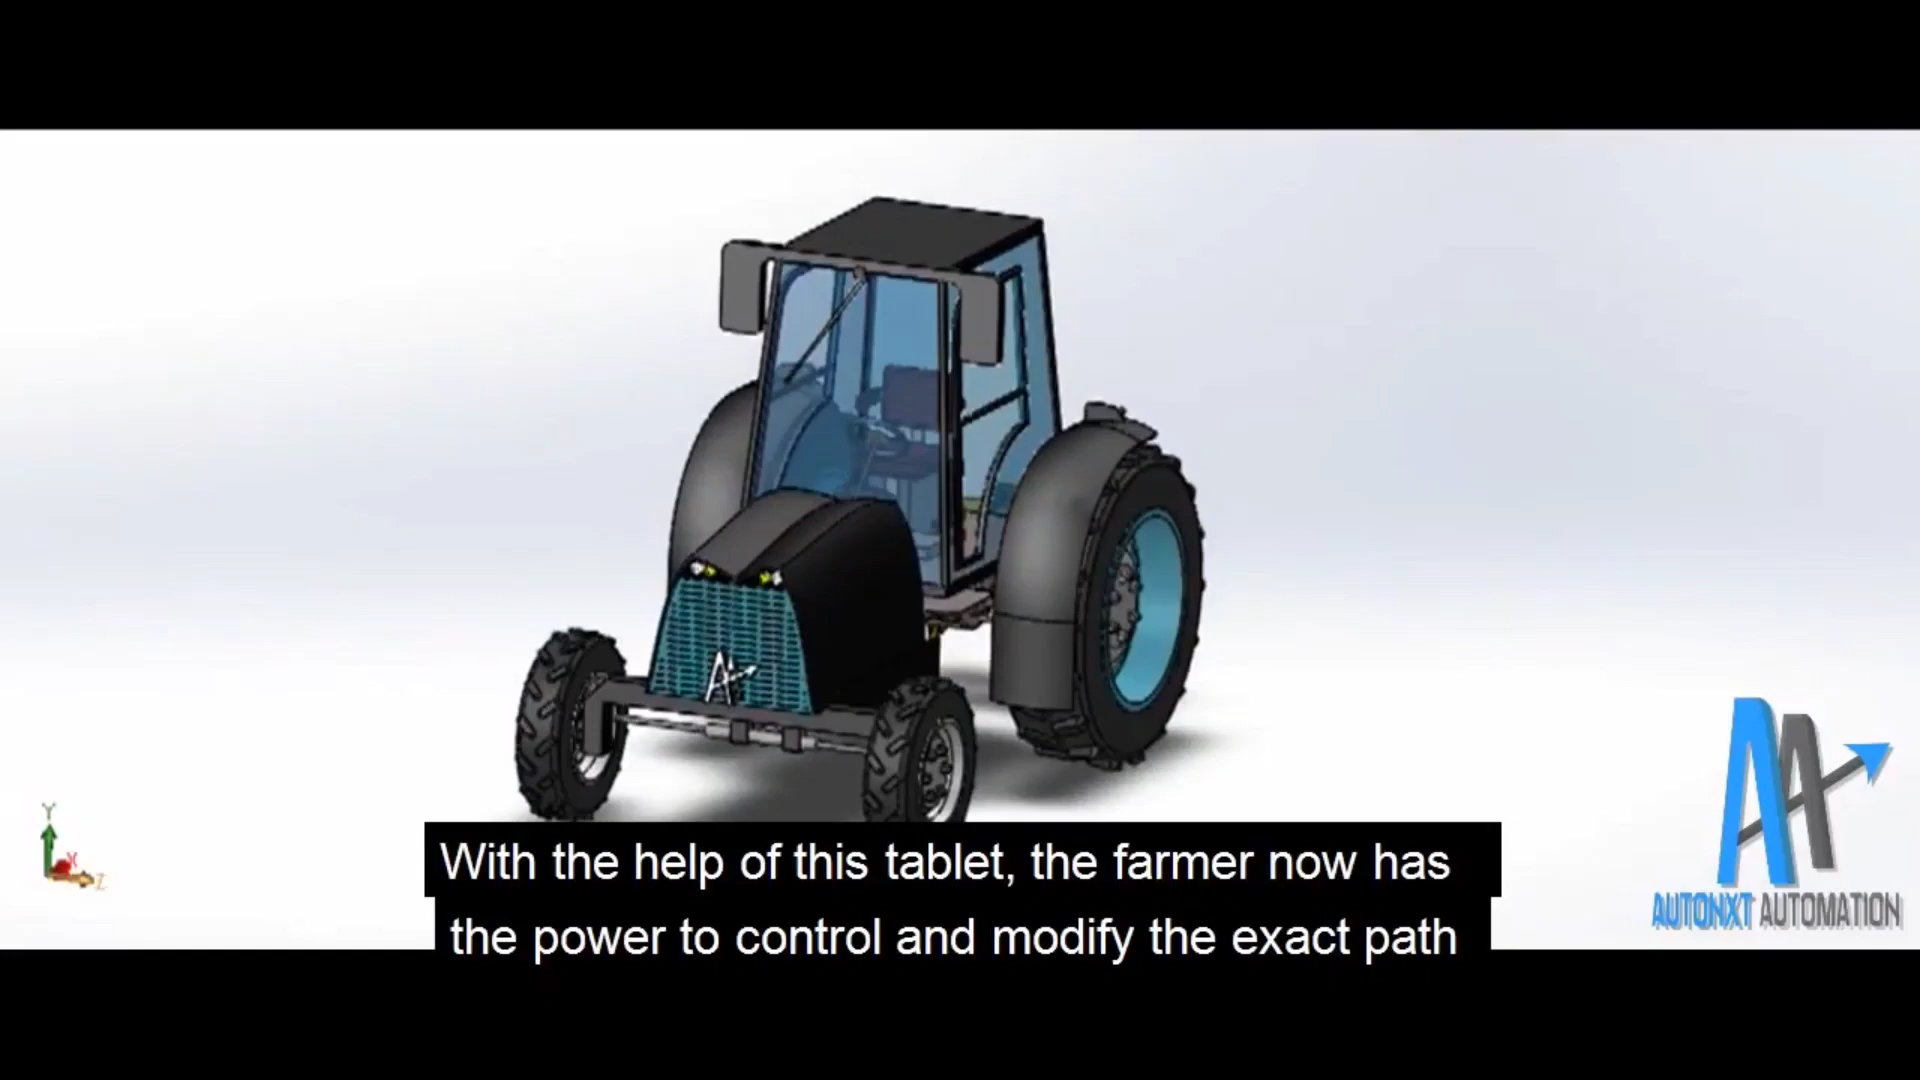 With the help of this tablet, the farmer now has
the power to control and modify the exact path
AUTONXT AUTOMATION
Y
X
Z